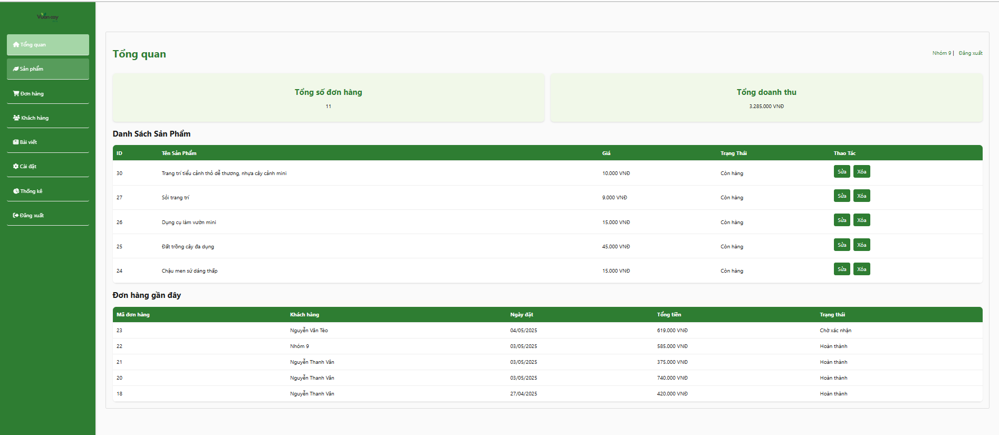 Vườn cây
Tổng quan
Sản phẩm
Đơn hàng
Khách hàng
Bài viết
Cài đặt
Thống kê
Đăng xuất
Tổng quan
Nhóm 9 | Đăng xuất
Tổng số đơn hàng
11
Tổng doanh thu
3.285.000 VNĐ
Danh Sách Sản Phẩm
ID Tên Sản Phẩm Giá Trạng Thái Thao Tác
30 Trang trí tiểu cảnh thỏ dễ thương, nhựa cây cảnh mini 10.000 VNĐ Còn hàng Sửa Xóa
27 Sỏi trang trí 9.000 VNĐ Còn hàng Sửa Xóa
26 Dụng cụ làm vườn mini 15.000 VNĐ Còn hàng Sửa Xóa
25 Đất trồng cây đa dụng 45.000 VNĐ Còn hàng Sửa Xóa
24 Chậu men sứ dáng thấp 15.000 VNĐ Còn hàng Sửa Xóa
Đơn hàng gần đây
Mã đơn hàng Khách hàng Ngày đặt Tổng tiền Trạng thái
23 Nguyễn Văn Tèo 04/05/2025 619.000 VNĐ Chờ xác nhận
22 Nhóm 9 03/05/2025 585.000 VNĐ Hoàn thành
21 Nguyễn Thanh Vân 03/05/2025 375.000 VNĐ Hoàn thành
20 Nguyễn Thanh Vân 03/05/2025 740.000 VNĐ Hoàn thành
18 Nguyễn Thanh Vân 27/04/2025 420.000 VNĐ Hoàn thành